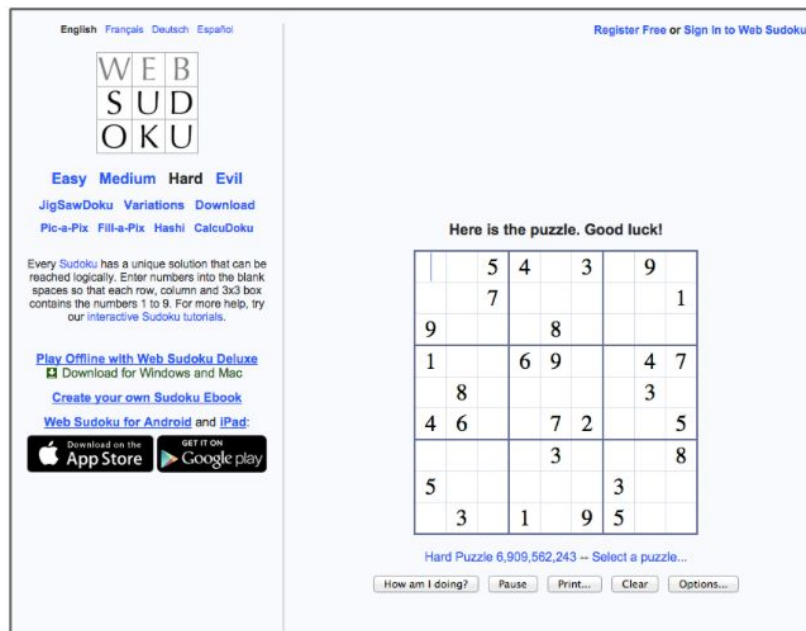 English Français Deutsch Español
Register Free or Sign In to Web Sudoku
WEB
SUD
OKU
Easy Medium Hard Evil
JigSawDoku Variations Download
Pic-a-Pix Fill-a-Pix Hashi CalcuDoku
Every Sudoku has a unique solution that can be
reached logically. Enter numbers into the blank
spaces so that each row, column and 3x3 box
contains the numbers 1 to 9. For more help, try
our interactive Sudoku tutorials.
Play Offline with Web Sudoku Deluxe
Download for Windows and Mac
Create your own Sudoku Ebook
Web Sudoku for Android and iPad:
Download on the
App Store
GET IT ON
Google play
Here is the puzzle. Good luck!
5 4 3 9
7 1
9 8
1 6 9 4 7
8 3
4 6 7 2 5
3 8
5 3
3 1 9 5
Hard Puzzle 6,909,562,243 -- Select a puzzle...
How am I doing? Pause Print... Clear Options...